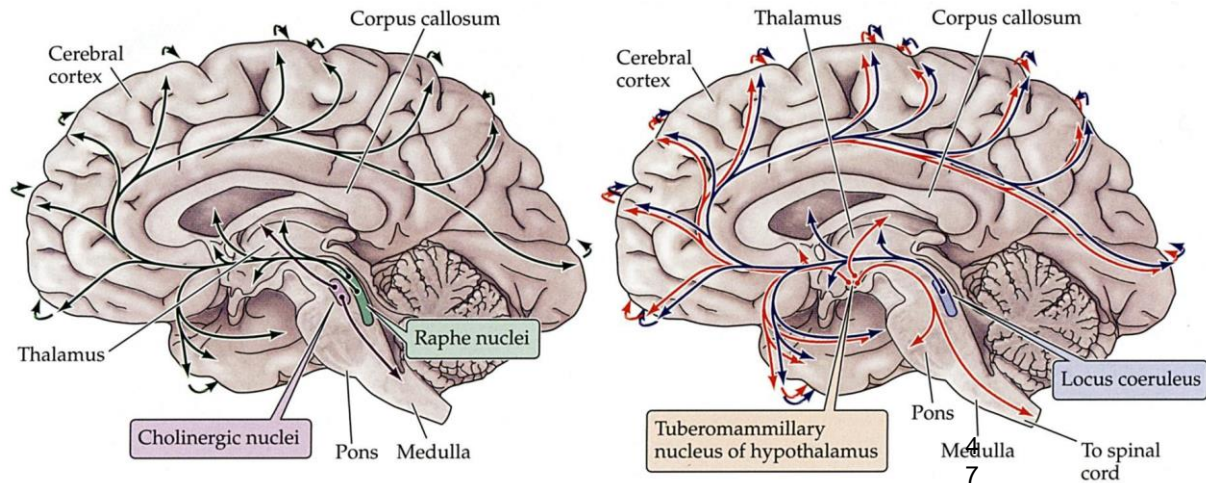 Corpus callosum
Cerebral
cortex
Thalamus
Raphe nuclei
Cholinergic nuclei
Pons
Medulla
Thalamus
Corpus callosum
Cerebral
cortex
Locus coeruleus
Tuberomammillary
nucleus of hypothalamus
Pons
Medulla
To spinal
cord
4
7